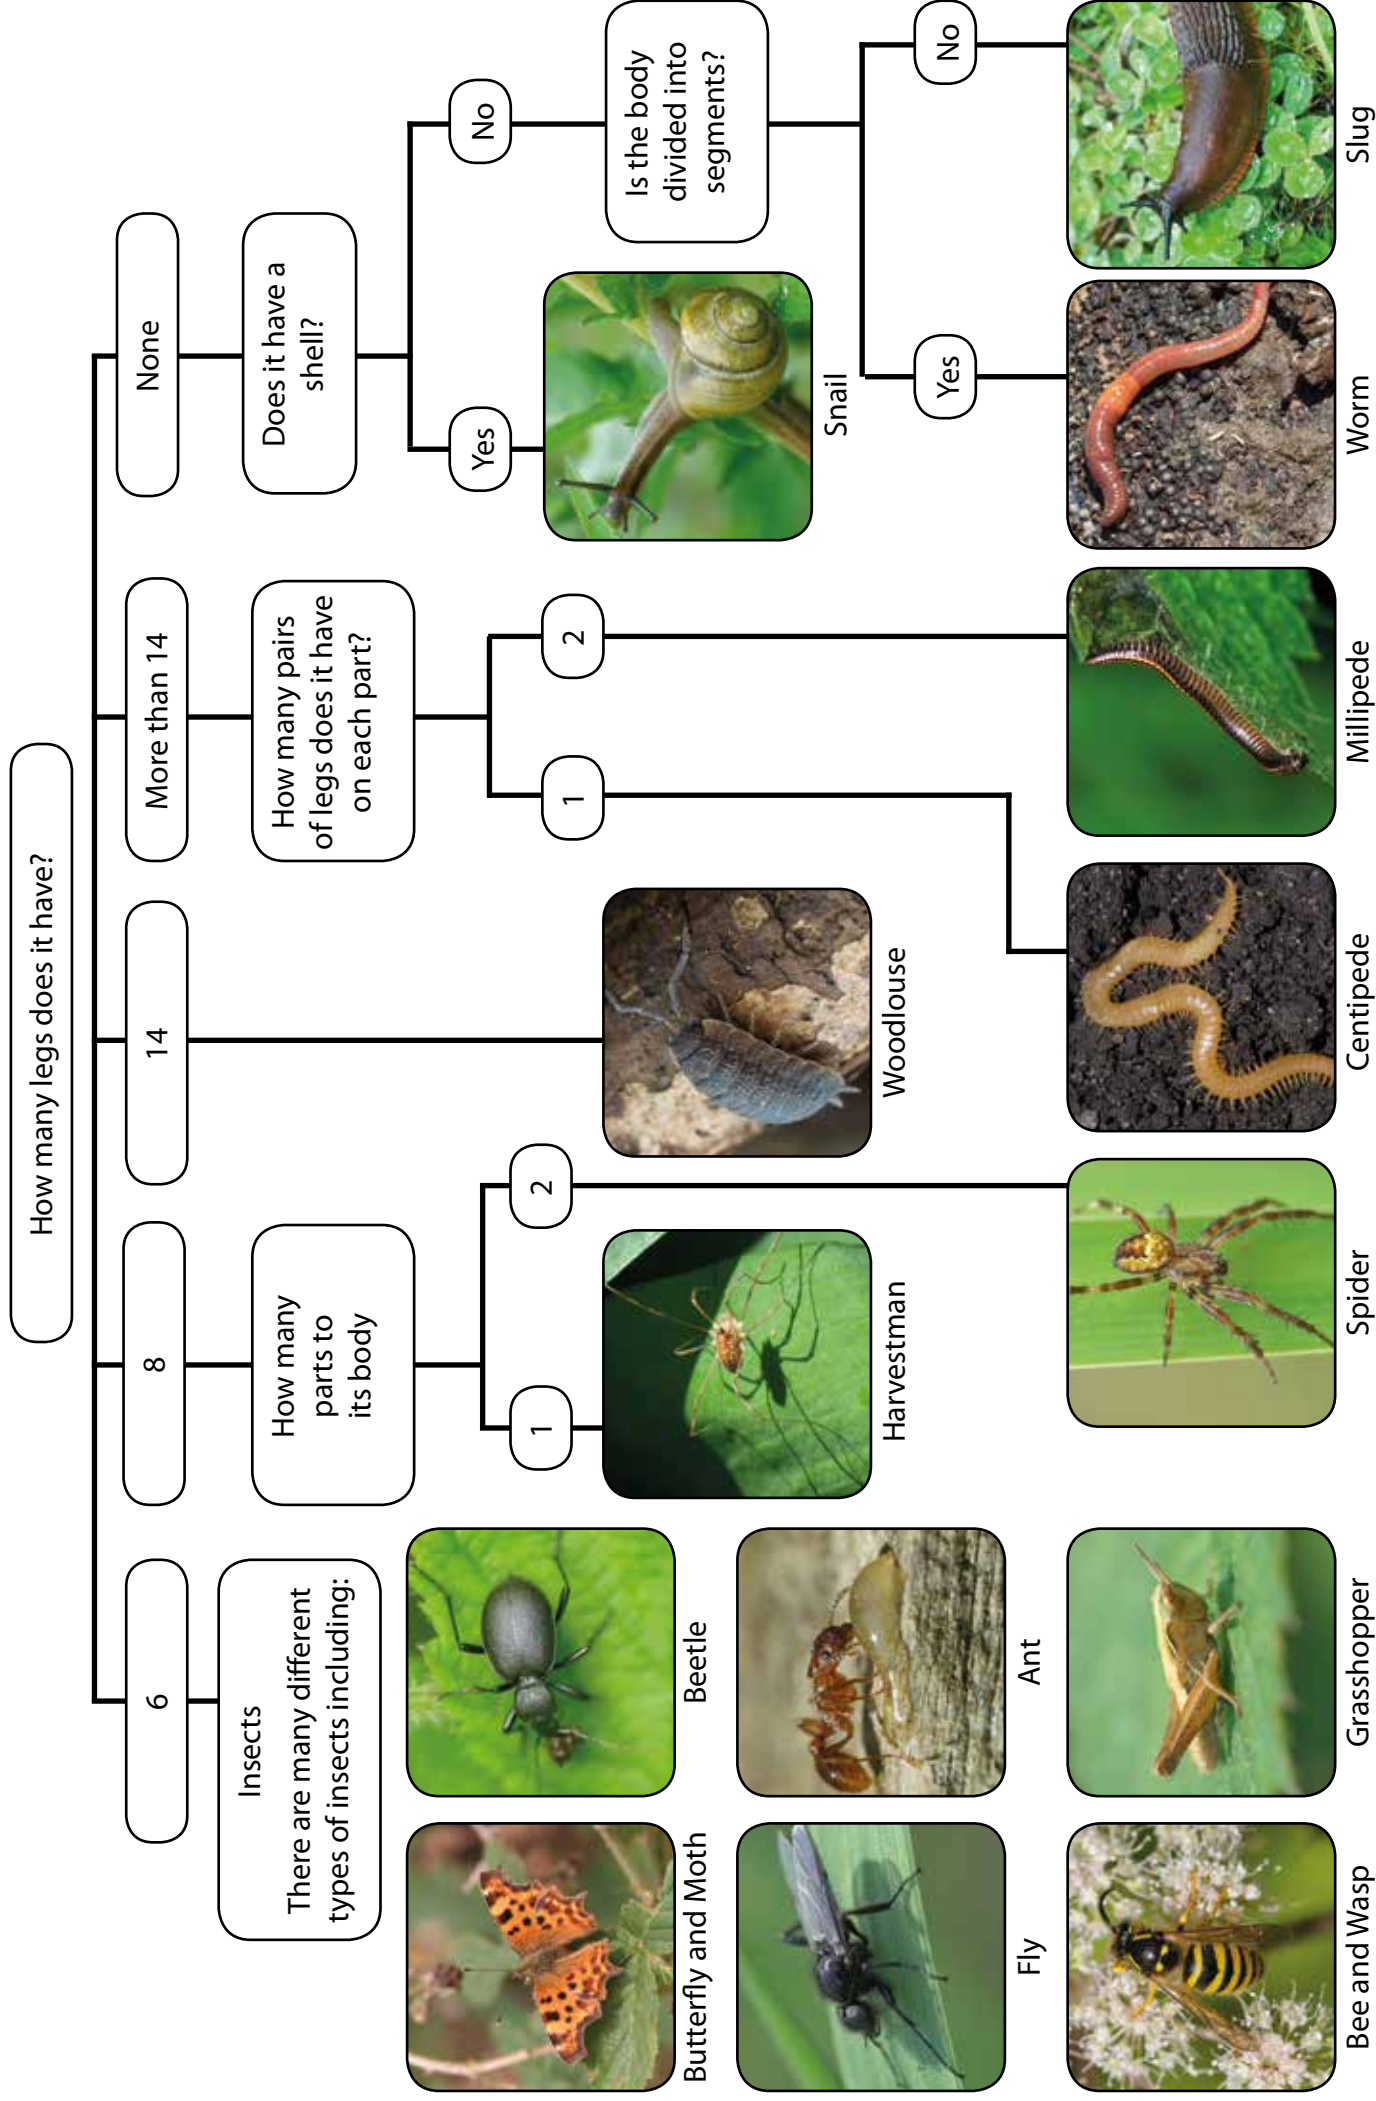 How many legs does it have?
6
8
14
More than 14
None
Insects
There are many different
types of insects including:
How many
parts to
its body
How many pairs
of legs does it have
on each part?
Does it have a
shell?
1
2
1
2
Yes
No
Butterfly and Moth
Beetle
Harvestman
Woodlouse
Snail
Is the body
divided into
segments?
Fly
Ant
Yes
No
Bee and Wasp
Grasshopper
Spider
Centipede
Millipede
Worm
Slug